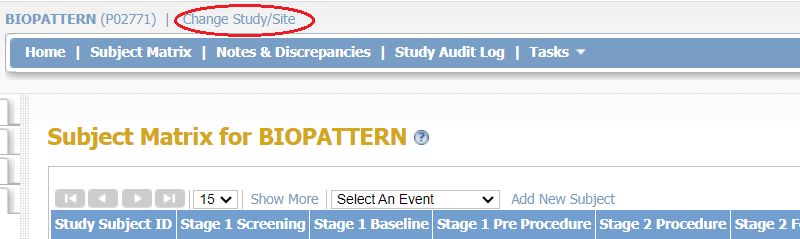 BIOPATTERN (P02771) | Change Study/Site
Home | Subject Matrix | Notes & Discrepancies | Study Audit Log | Tasks
Subject Matrix for BIOPATTERN ?
15 Show More Select An Event Add New Subject
Study Subject ID Stage 1 Screening Stage 1 Baseline Stage 1 Pre Procedure Stage 2 Procedure Stage 2 F